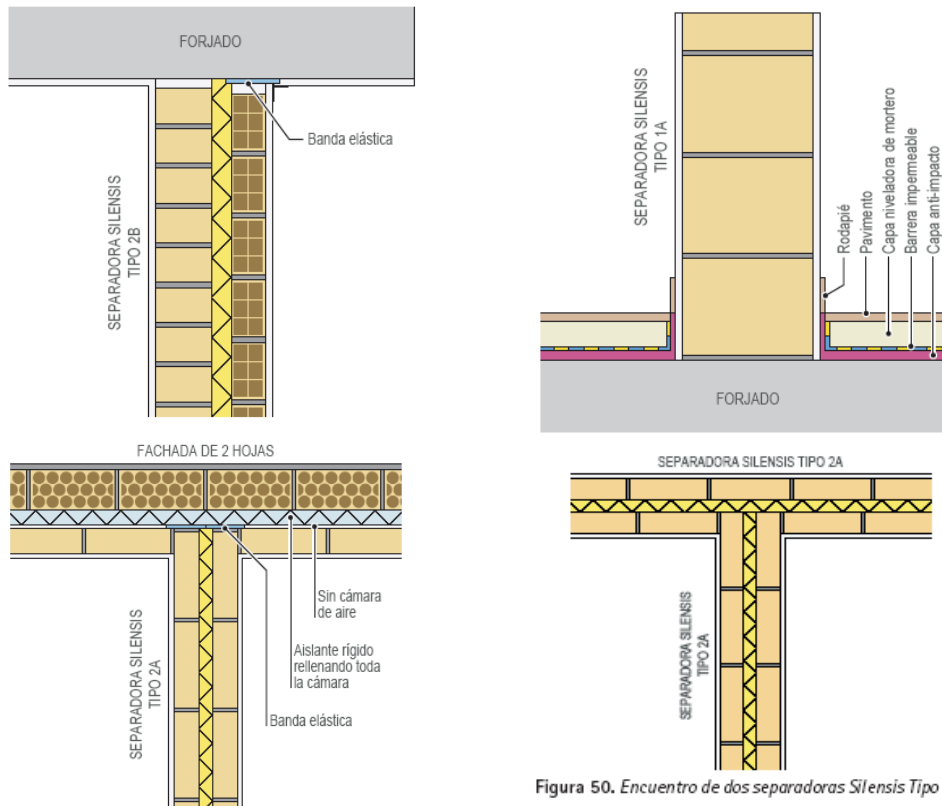 FORJADO
Banda elástica
SEPARADORA SILENSIS
TIPO 2B
SEPARADORA SILENSIS
TIPO 1A
Rodapié
Pavimento
Capa niveladora de mortero
Barrera impermeable
Capa anti-impacto
FORJADO
FACHADA DE 2 HOJAS
SEPARADORA SILENSIS
TIPO 2A
Sin cámara
de aire
Aislante rígido
rellenando toda
la cámara
Banda elástica
SEPARADORA SILENSIS TIPO 2A
SEPARADORA SILENSIS
TIPO 2A
Figura 50. Encuentro de dos separadoras Silensis Tipo